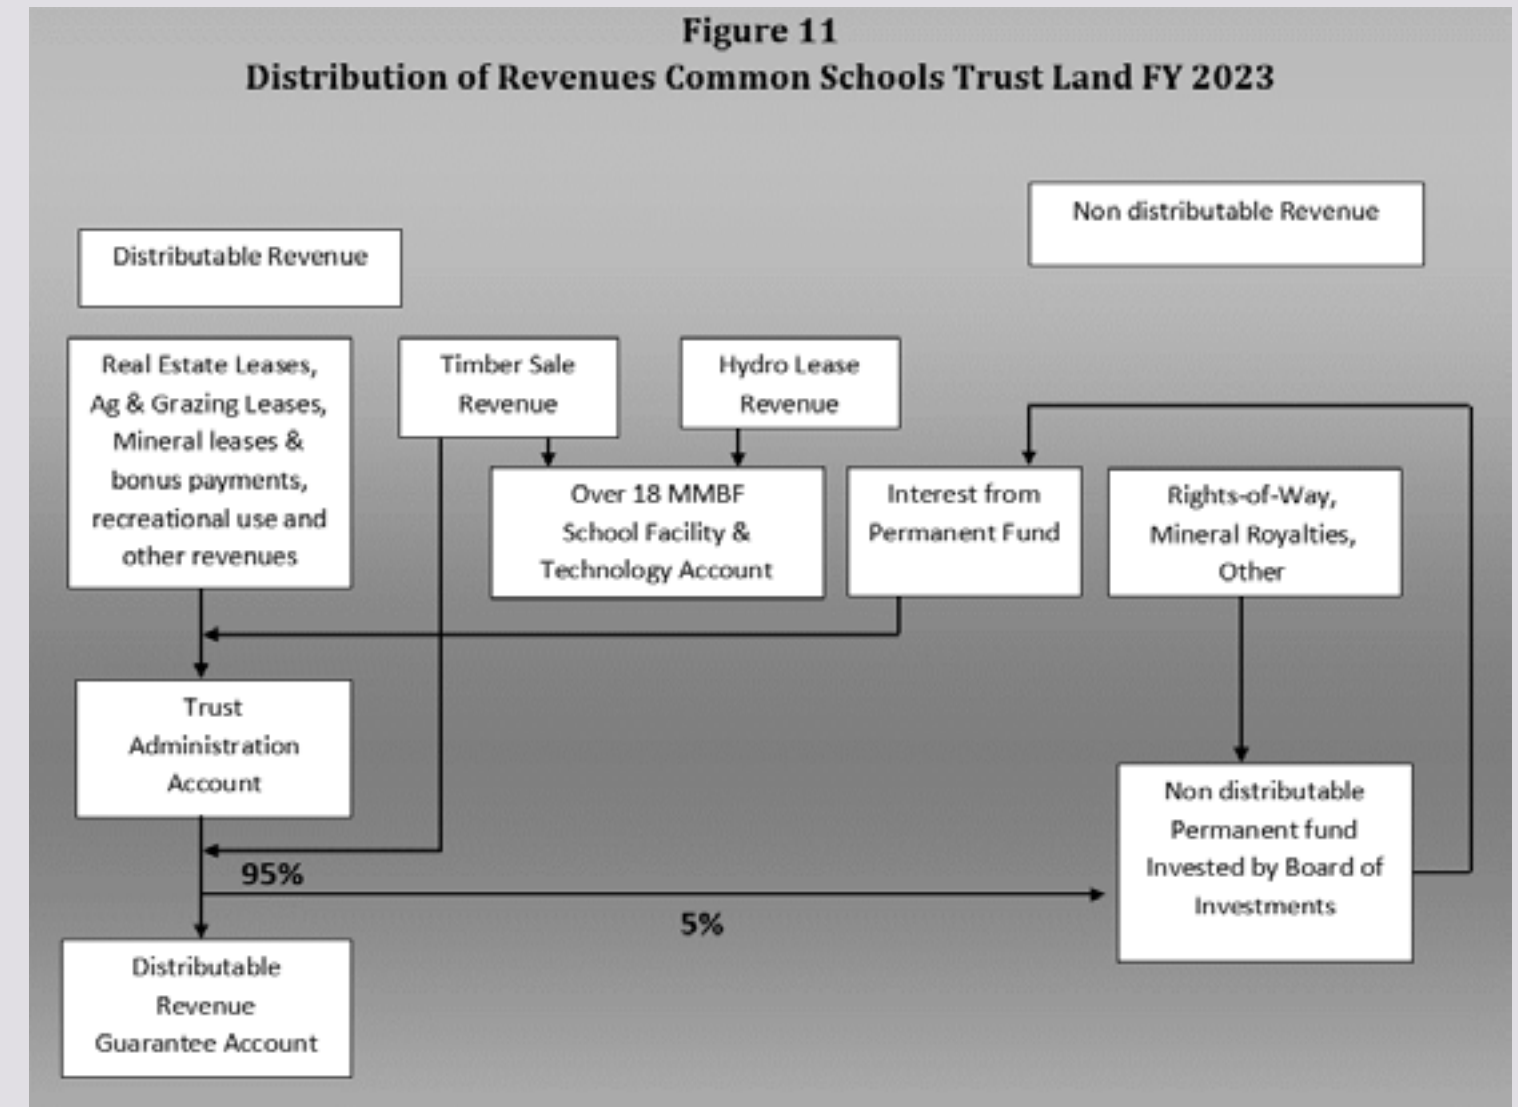 Figure 11
Distribution of Revenues Common Schools Trust Land FY 2023
Non distributable Revenue
Distributable Revenue
Real Estate Leases,
Ag & Grazing Leases,
Mineral leases &
bonus payments,
recreational use and
other revenues
Timber Sale
Revenue
Hydro Lease
Revenue
Over 18 MMBF
School Facility &
Technology Account
Interest from
Permanent Fund
Rights-of-Way,
Mineral Royalties,
Other
Trust
Administration
Account
Non distributable
Permanent fund
Invested by Board of
Investments
95%
5%
Distributable
Revenue
Guarantee Account